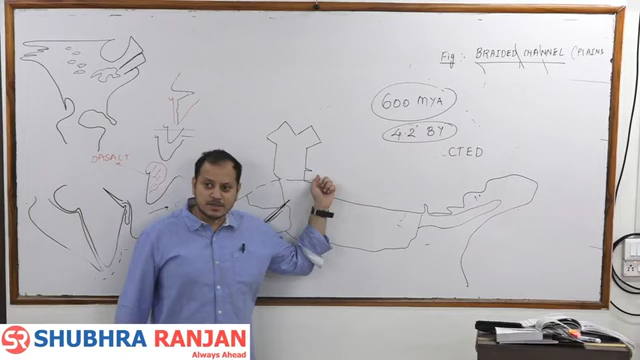 Fig :- BRAIDED CHANNEL (PLAINS
600 MYA
4.2 BY
CTED
BASALT
SHUBHRA RANJAN
Always Ahead